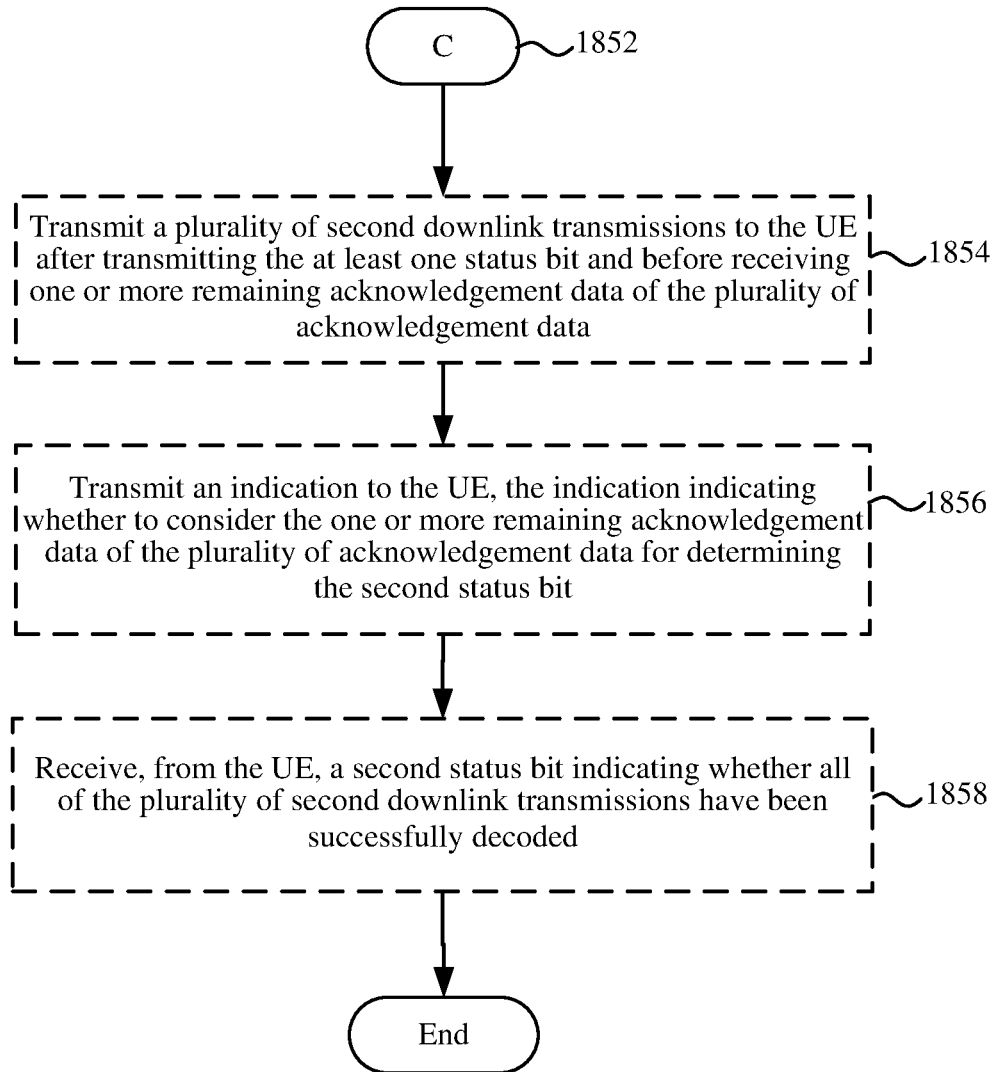 C
1852
Transmit a plurality of second downlink transmissions to the UE
after transmitting the at least one status bit and before receiving
one or more remaining acknowledgement data of the plurality of
acknowledgement data
1854
Transmit an indication to the UE, the indication indicating
whether to consider the one or more remaining acknowledgement
data of the plurality of acknowledgement data for determining
the second status bit
1856
Receive, from the UE, a second status bit indicating whether all
of the plurality of second downlink transmissions have been
successfully decoded
1858
End